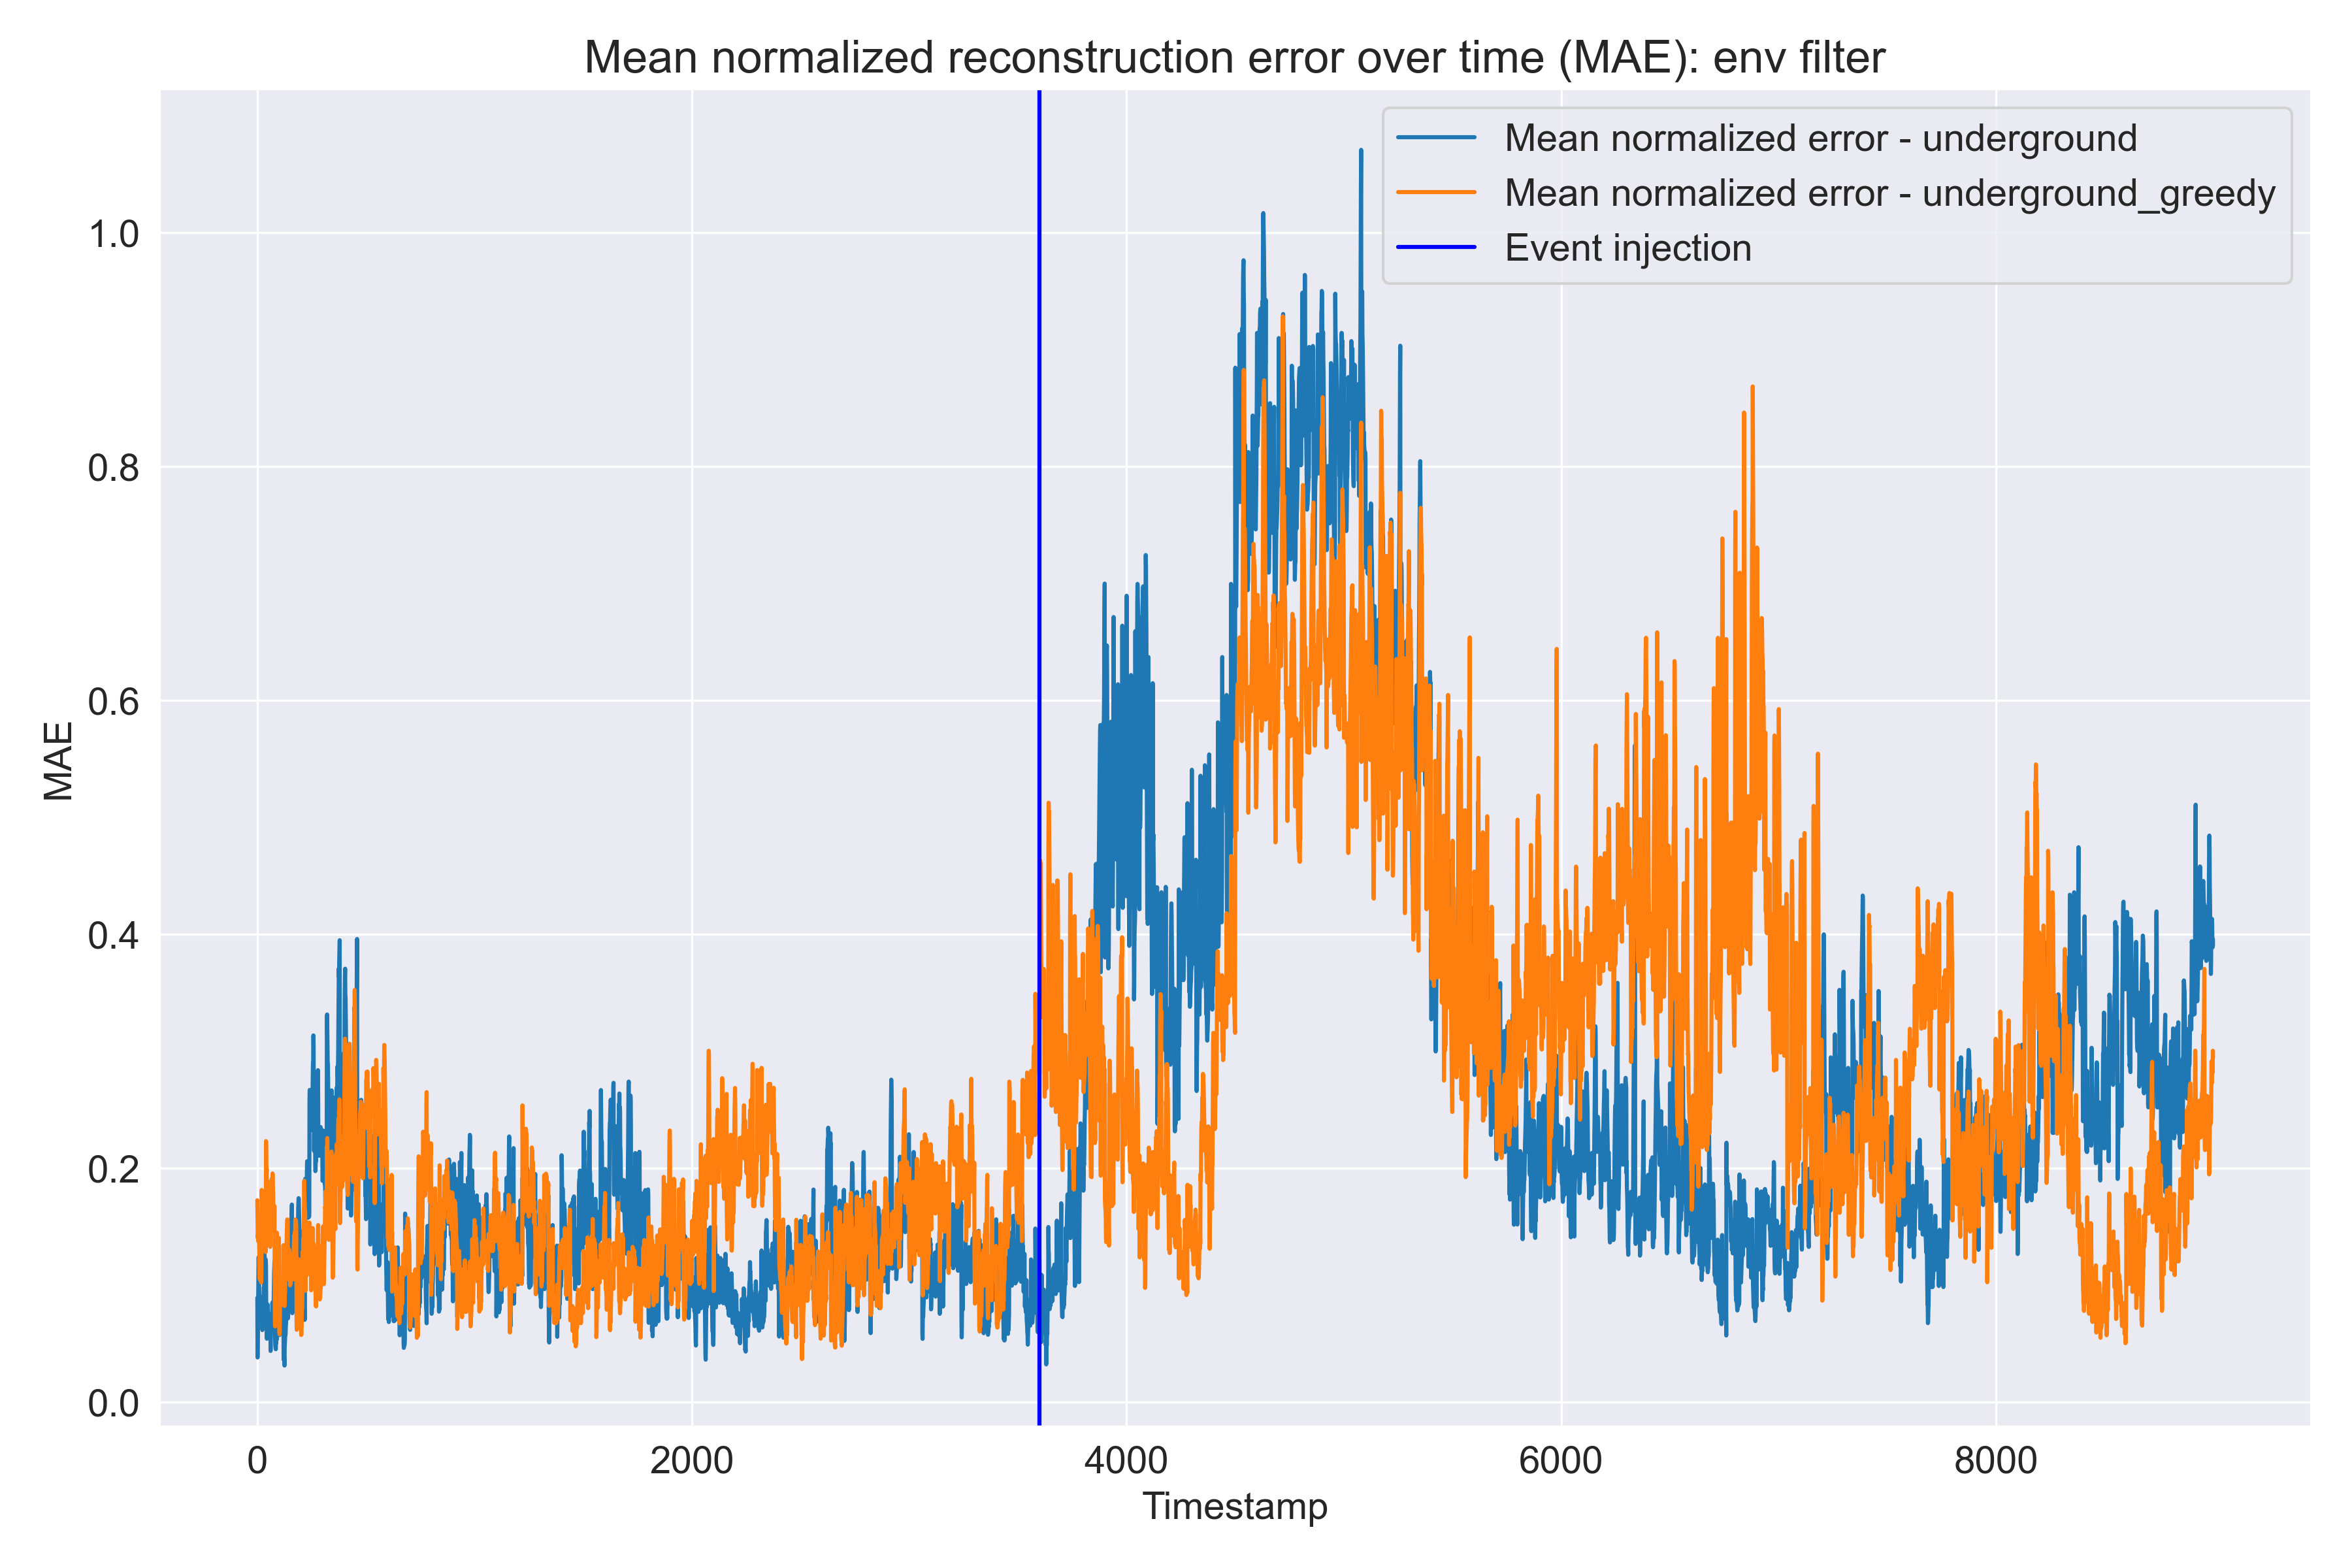 Mean normalized reconstruction error over time (MAE): env filter
Mean normalized error - underground
Mean normalized error - underground_greedy
Event injection
1.0
0.8
0.6
0.4
0.2
0.0
MAE
0 2000 4000 6000 8000
Timestamp